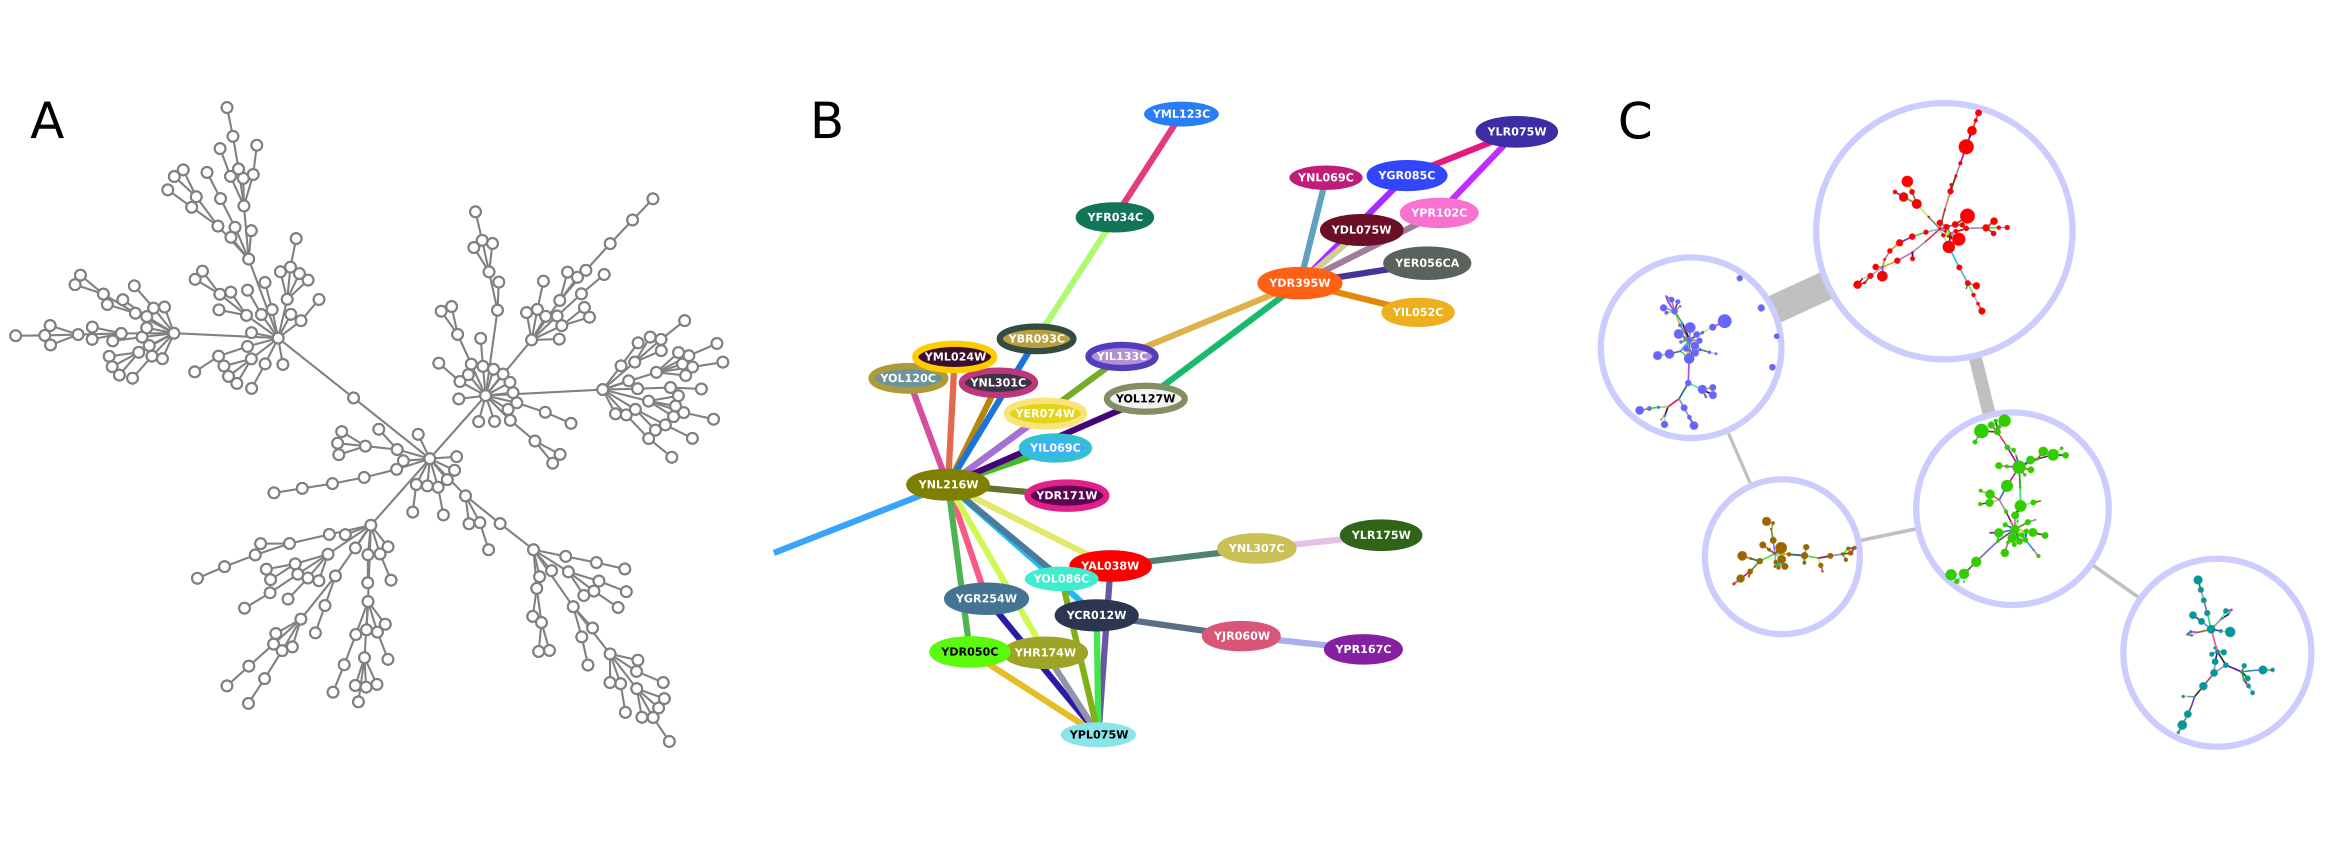 A
B
C
YML123C
YLR075W
YNL069C
YGR085C
YPR102C
YFR034C
YDL075W
YER056CA
YDR395W
YIL052C
YBR093C
YML024W
YIL133C
YOL120C
YNL301C
YOL127W
YER074W
YIL069C
YNL216W
YDR171W
YLR175W
YNL307C
YAL038W
YOL086C
YGR254W
YCR012W
YJR060W
YPR167C
YDR050C
YHR174W
YPL075W